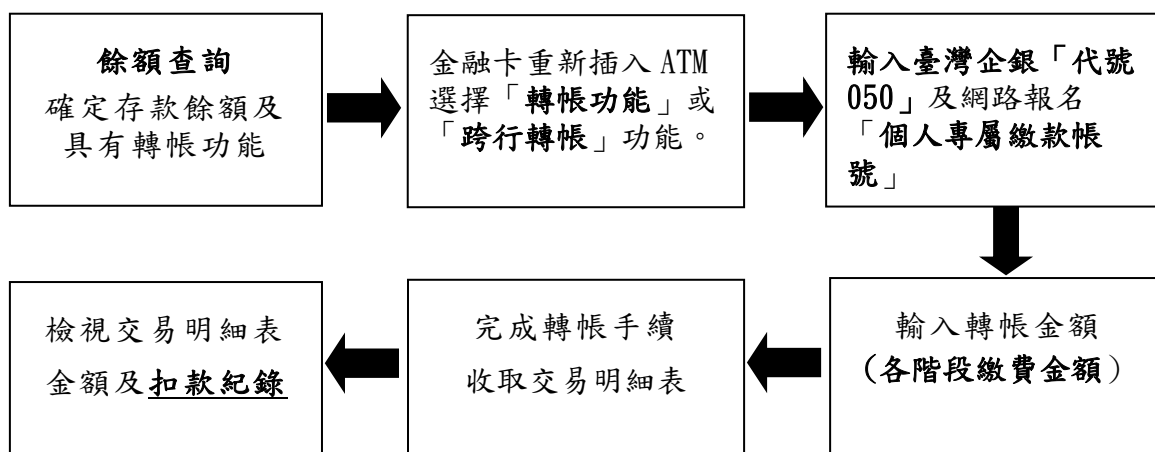 餘額查詢
確定存款餘額及
具有轉帳功能
金融卡重新插入 ATM
選擇「轉帳功能」或
「跨行轉帳」功能。
輸入臺灣企銀「代號
050」及網路報名
「個人專屬繳款帳
號」
輸入轉帳金額
(各階段繳費金額)
完成轉帳手續
收取交易明細表
檢視交易明細表
金額及扣款紀錄